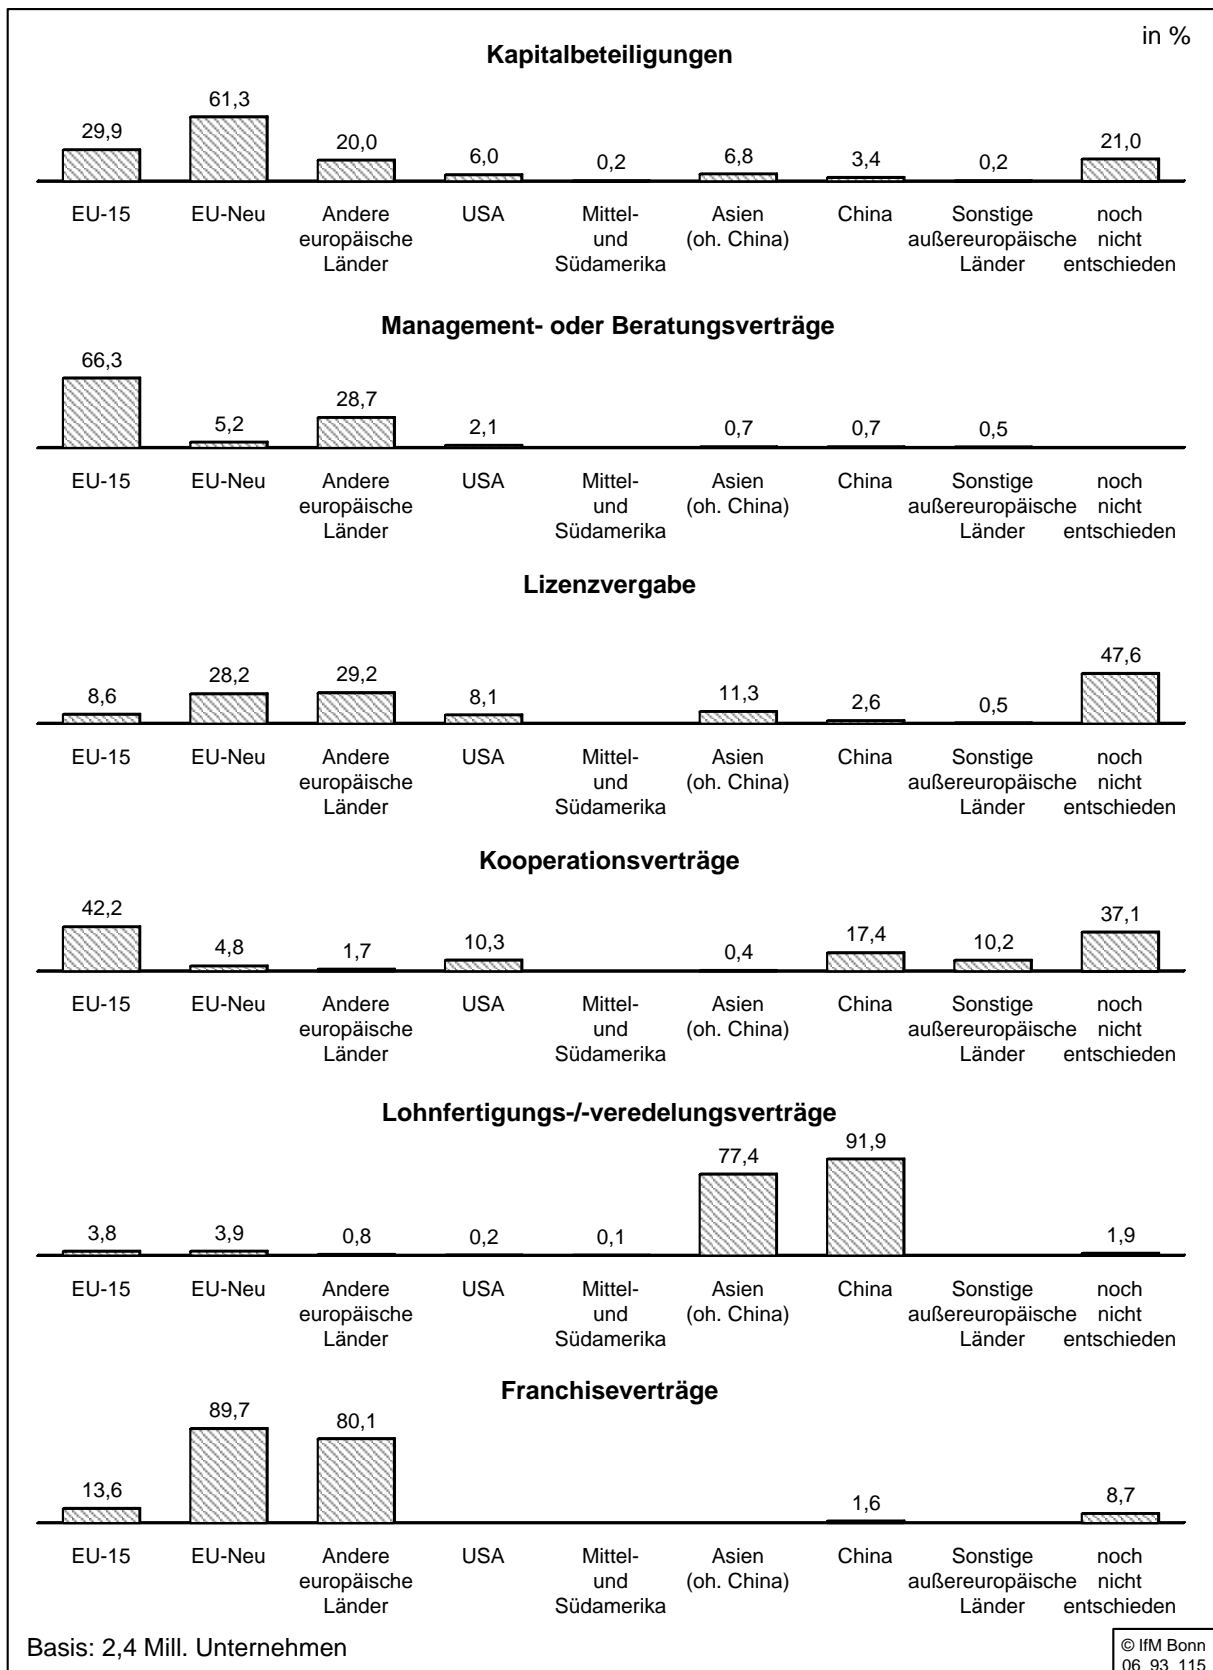 in %
Kapitalbeteiligungen
29,9 61,3 20,0 6,0 0,2 6,8 3,4 0,2 21,0
EU-15 EU-Neu Andere USA Mittel- Asien China Sonstige noch
europäische und (oh. China) außereuropäische nicht
Länder Südamerika Länder entschieden
Management- oder Beratungsverträge
66,3 5,2 28,7 2,1 0,7 0,7 0,5
EU-15 EU-Neu Andere USA Mittel- Asien China Sonstige noch
europäische und (oh. China) außereuropäische nicht
Länder Südamerika Länder entschieden
Lizenzvergabe
8,6 28,2 29,2 8,1 11,3 2,6 0,5 47,6
EU-15 EU-Neu Andere USA Mittel- Asien China Sonstige noch
europäische und (oh. China) außereuropäische nicht
Länder Südamerika Länder entschieden
Kooperationsverträge
42,2 4,8 1,7 10,3 0,4 17,4 10,2 37,1
EU-15 EU-Neu Andere USA Mittel- Asien China Sonstige noch
europäische und (oh. China) außereuropäische nicht
Länder Südamerika Länder entschieden
Lohnfertigungs-/-veredelungsverträge
3,8 3,9 0,8 0,2 0,1 77,4 91,9 1,9
EU-15 EU-Neu Andere USA Mittel- Asien China Sonstige noch
europäische und (oh. China) außereuropäische nicht
Länder Südamerika Länder entschieden
Franchiseverträge
13,6 89,7 80,1 1,6 8,7
EU-15 EU-Neu Andere USA Mittel- Asien China Sonstige noch
europäische und (oh. China) außereuropäische nicht
Länder Südamerika Länder entschieden
Basis: 2,4 Mill. Unternehmen
© IfM Bonn
06 93 115